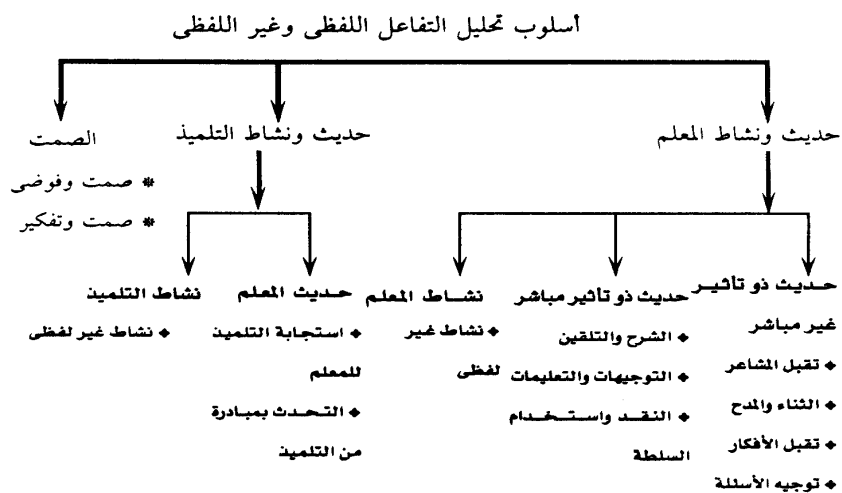 أسلوب تحليل التفاعل اللفظى وغير اللفظى
حديث ونشاط المعلم
حديث ذو تأثير
غير مباشر
تقبل المشاعر
الثناء والمدح
تقبل الأفكار
توجيه الأسئلة
حديث ذو تاثير مباشر
الشرح والتلقين
التوجيهات والتعليمات
النقد واستخدام
السلطة
نشاط المعلم
نشاط غير
لفظى
حديث ونشاط التلميذ
حديث المعلم
استجابة التلميذ
للمعلم
التحدث بمبادرة
من التلميذ
نشاط التلميذ
نشاط غير لفظى
الصمت
* صمت وفوضى
* صمت وتفكير